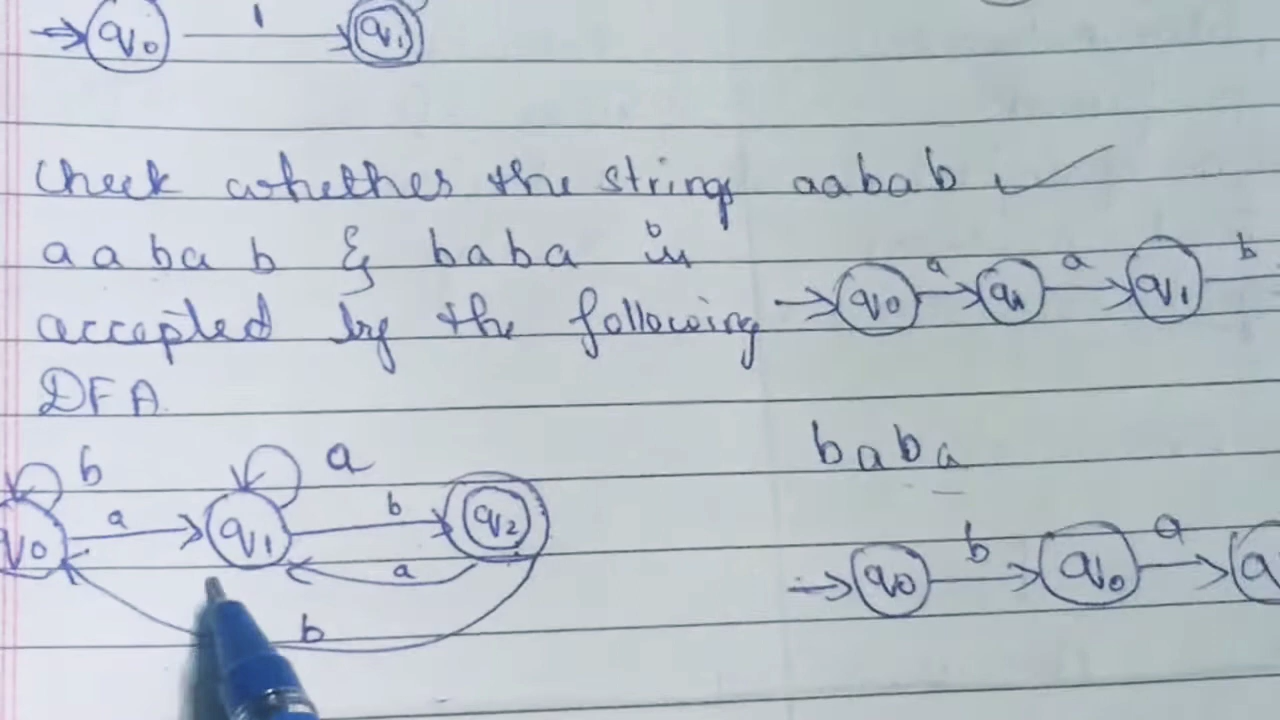 q0 1 q1
Check whether the strings aabab ✓
aabab & baba is
accepted by the following
DFA
q0 a q1 a q1 b
b a
q0 a q1 b q2
a
b
baba
q0 b q0 a q